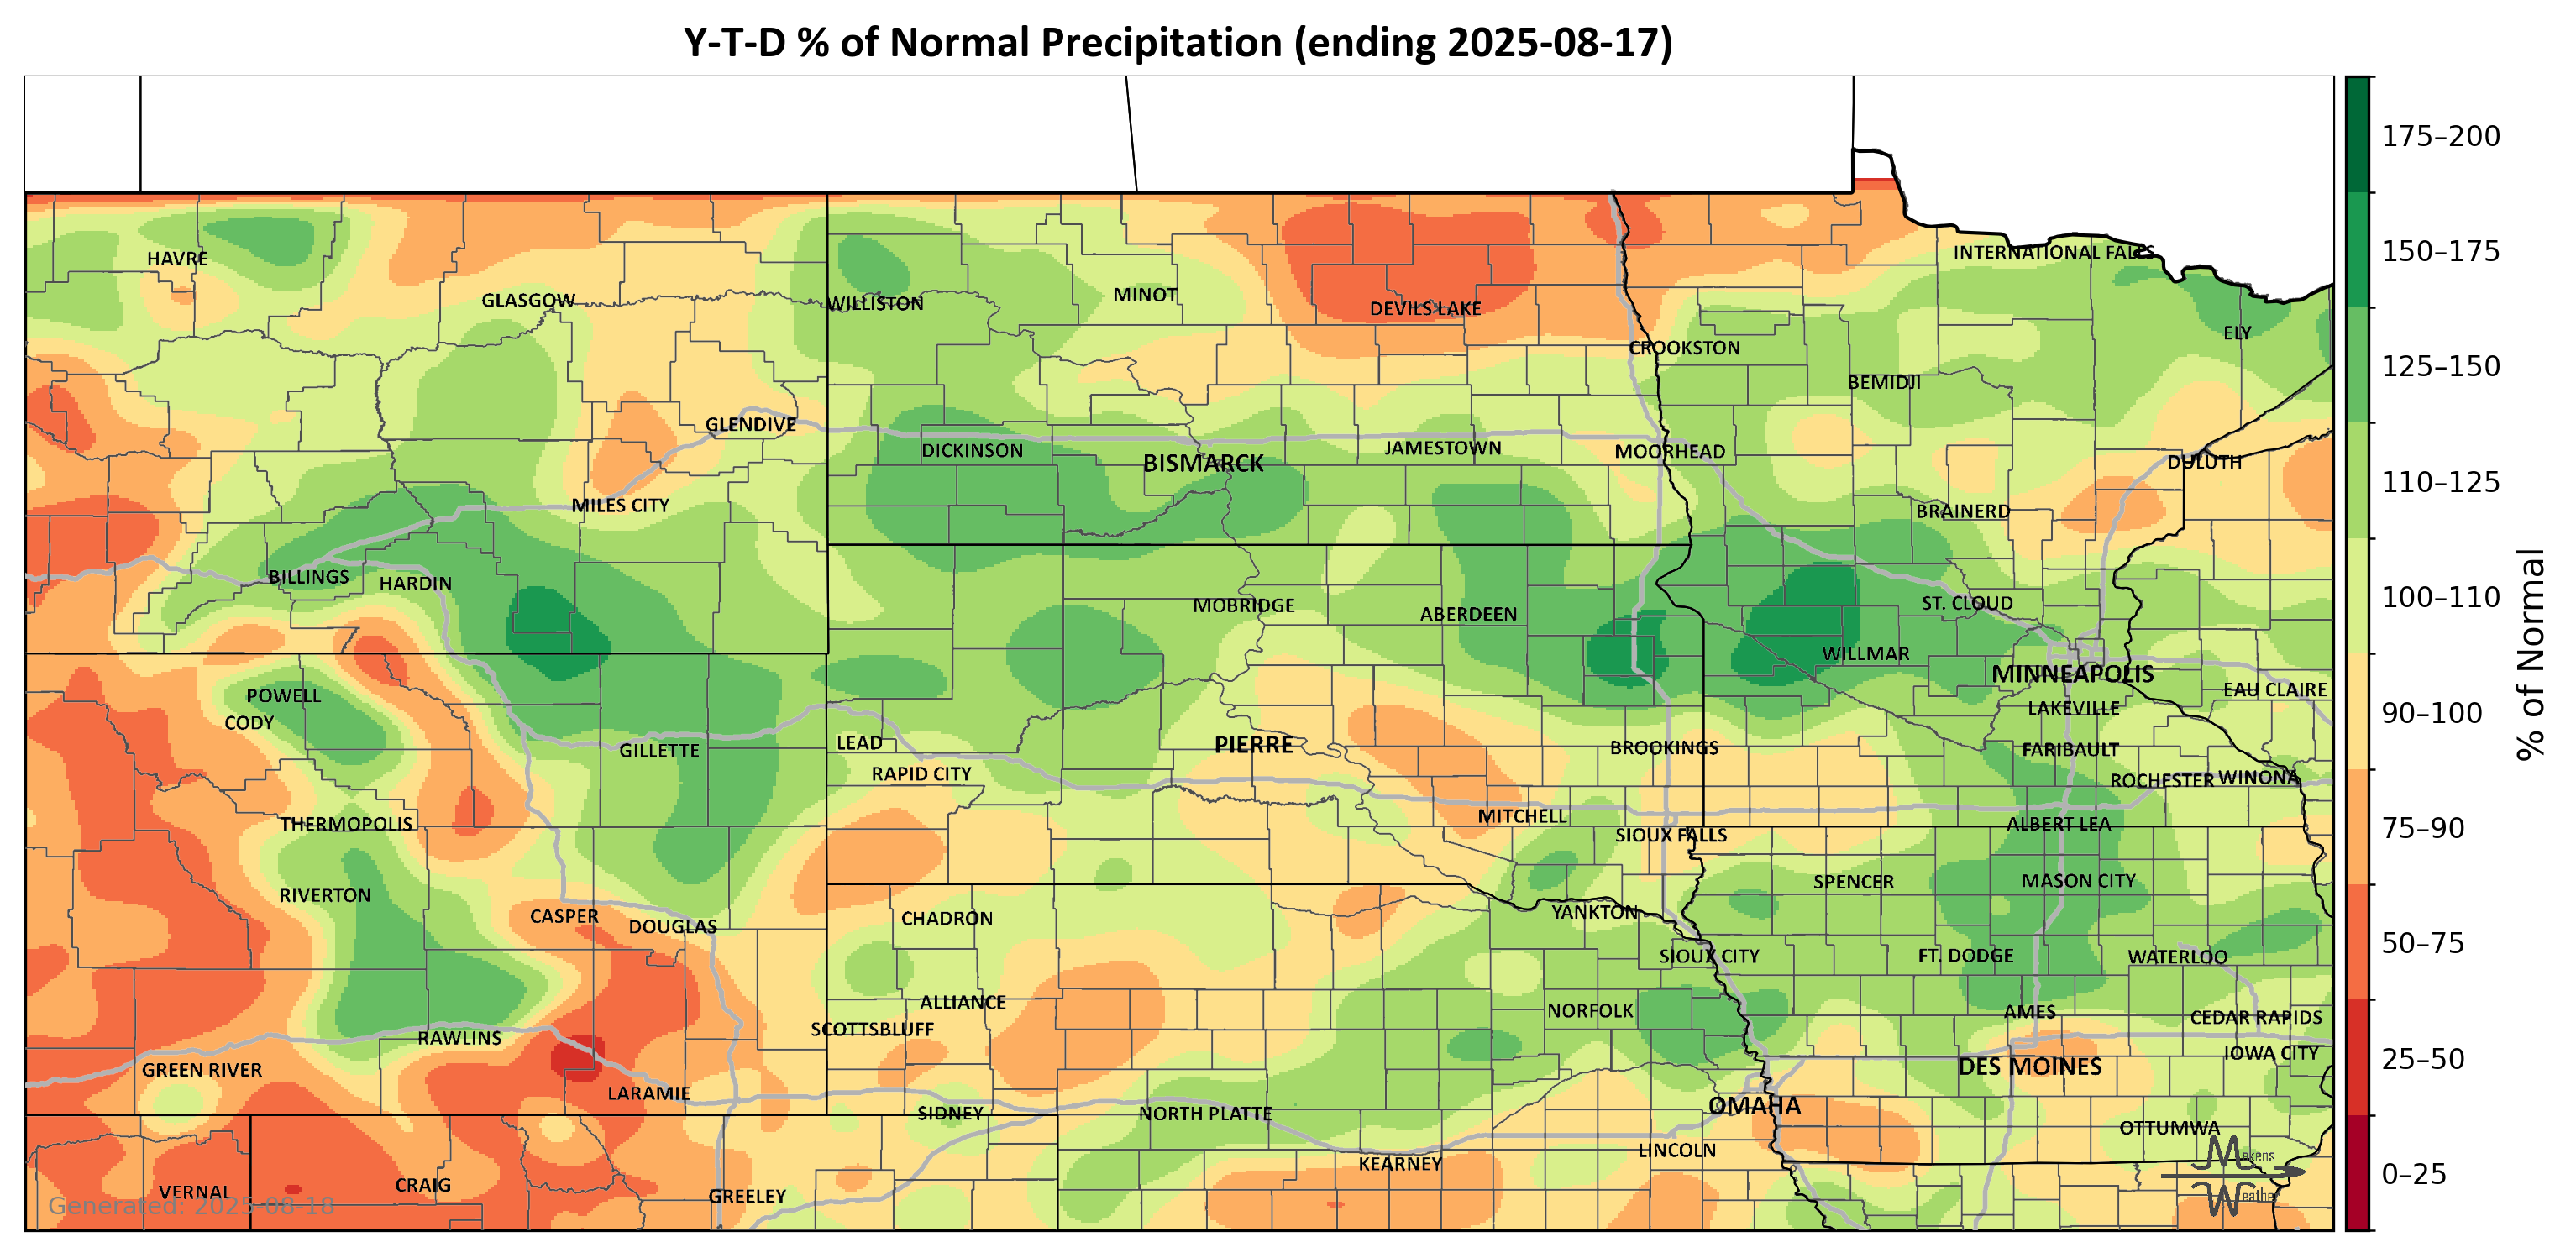 Y-T-D % of Normal Precipitation (ending 2025-08-17)
175–200
INTERNATIONAL FALLS
150–175
HAVRE
MINOT
GLASGOW
WILLISTON
DEVILS LAKE
ELY
CROOKSTON
125–150
BEMIDJI
GLENDIVE
DICKINSON
JAMESTOWN
MOORHEAD
BISMARCK
DULUTH
110–125
MILES CITY
BRAINERD
BILLINGS
HARDIN
100–110
MOBRIDGE
ABERDEEN
ST. CLOUD
WILLMAR
MINNEAPOLIS
POWELL
EAU CLAIRE
CODY
LAKEVILLE
90–100
% of Normal
GILLETTE
LEAD
PIERRE
BROOKINGS
FARIBAULT
RAPID CITY
ROCHESTER
WINONA
THERMOPOLIS
MITCHELL
ALBERT LEA
75–90
SIOUX FALLS
RIVERTON
SPENCER
MASON CITY
CASPER
DOUGLAS
CHADRON
YANKTON
50–75
SIOUX CITY
FT. DODGE
WATERLOO
ALLIANCE
NORFOLK
AMES
CEDAR RAPIDS
SCOTTSBLUFF
RAWLINS
IOWA CITY
25–50
GREEN RIVER
DES MOINES
LARAMIE
OMAHA
SIDNEY
NORTH PLATTE
OTTUMWA
LINCOLN
Makens
KEARNEY
0–25
VERNAL
CRAIG
GREELEY
Weather
Generated: 2025-08-18